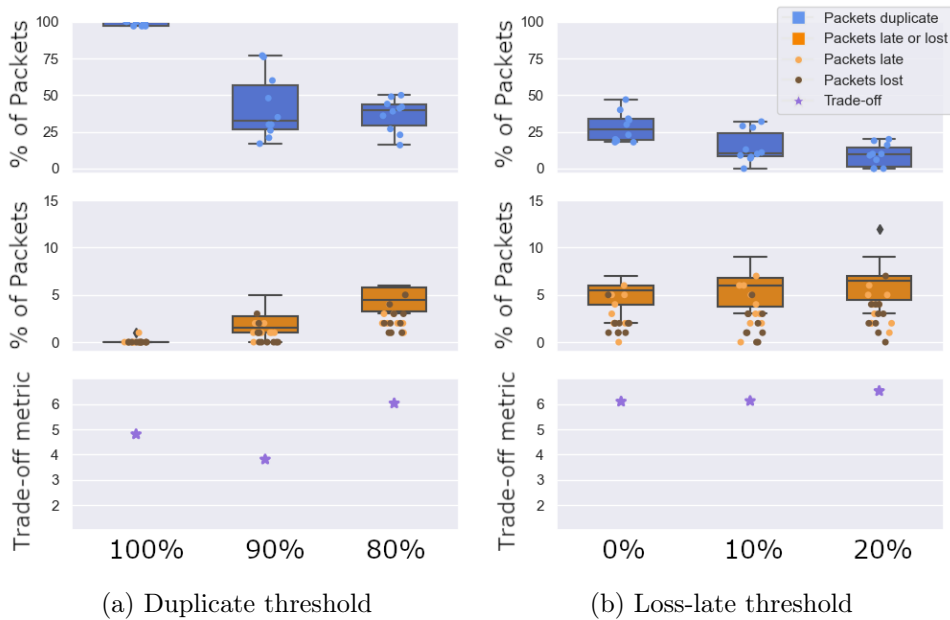 % of Packets
100
75
50
25
0
% of Packets
15
10
5
0
Trade-off metric
6
5
4
3
2
100% 90% 80%
(a) Duplicate threshold
% of Packets
100
75
50
25
0
Packets duplicate
Packets late or lost
Packets late
Packets lost
Trade-off
% of Packets
15
10
5
0
Trade-off metric
6
5
4
3
2
0% 10% 20%
(b) Loss-late threshold